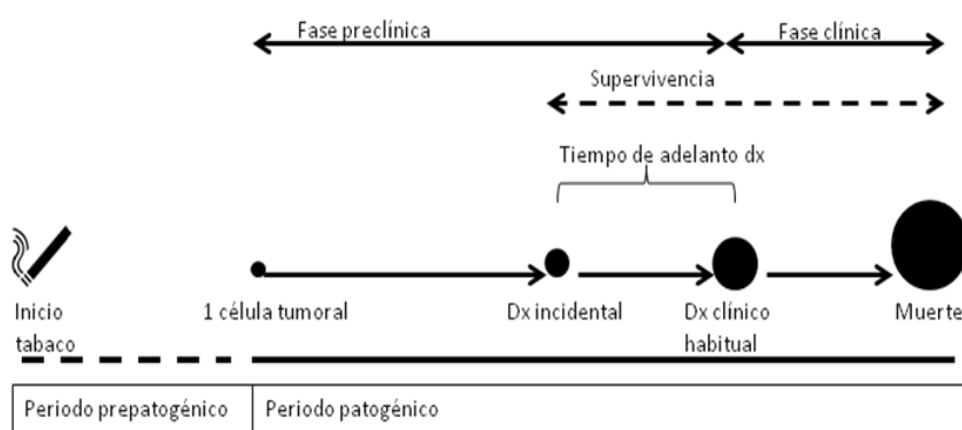 Fase preclínica
Fase clínica
Supervivencia
Tiempo de adelanto dx
Inicio
tabaco
1 célula tumoral
Dx incidental
Dx clínico
habitual
Muerte
Periodo prepatogénico
Periodo patogénico